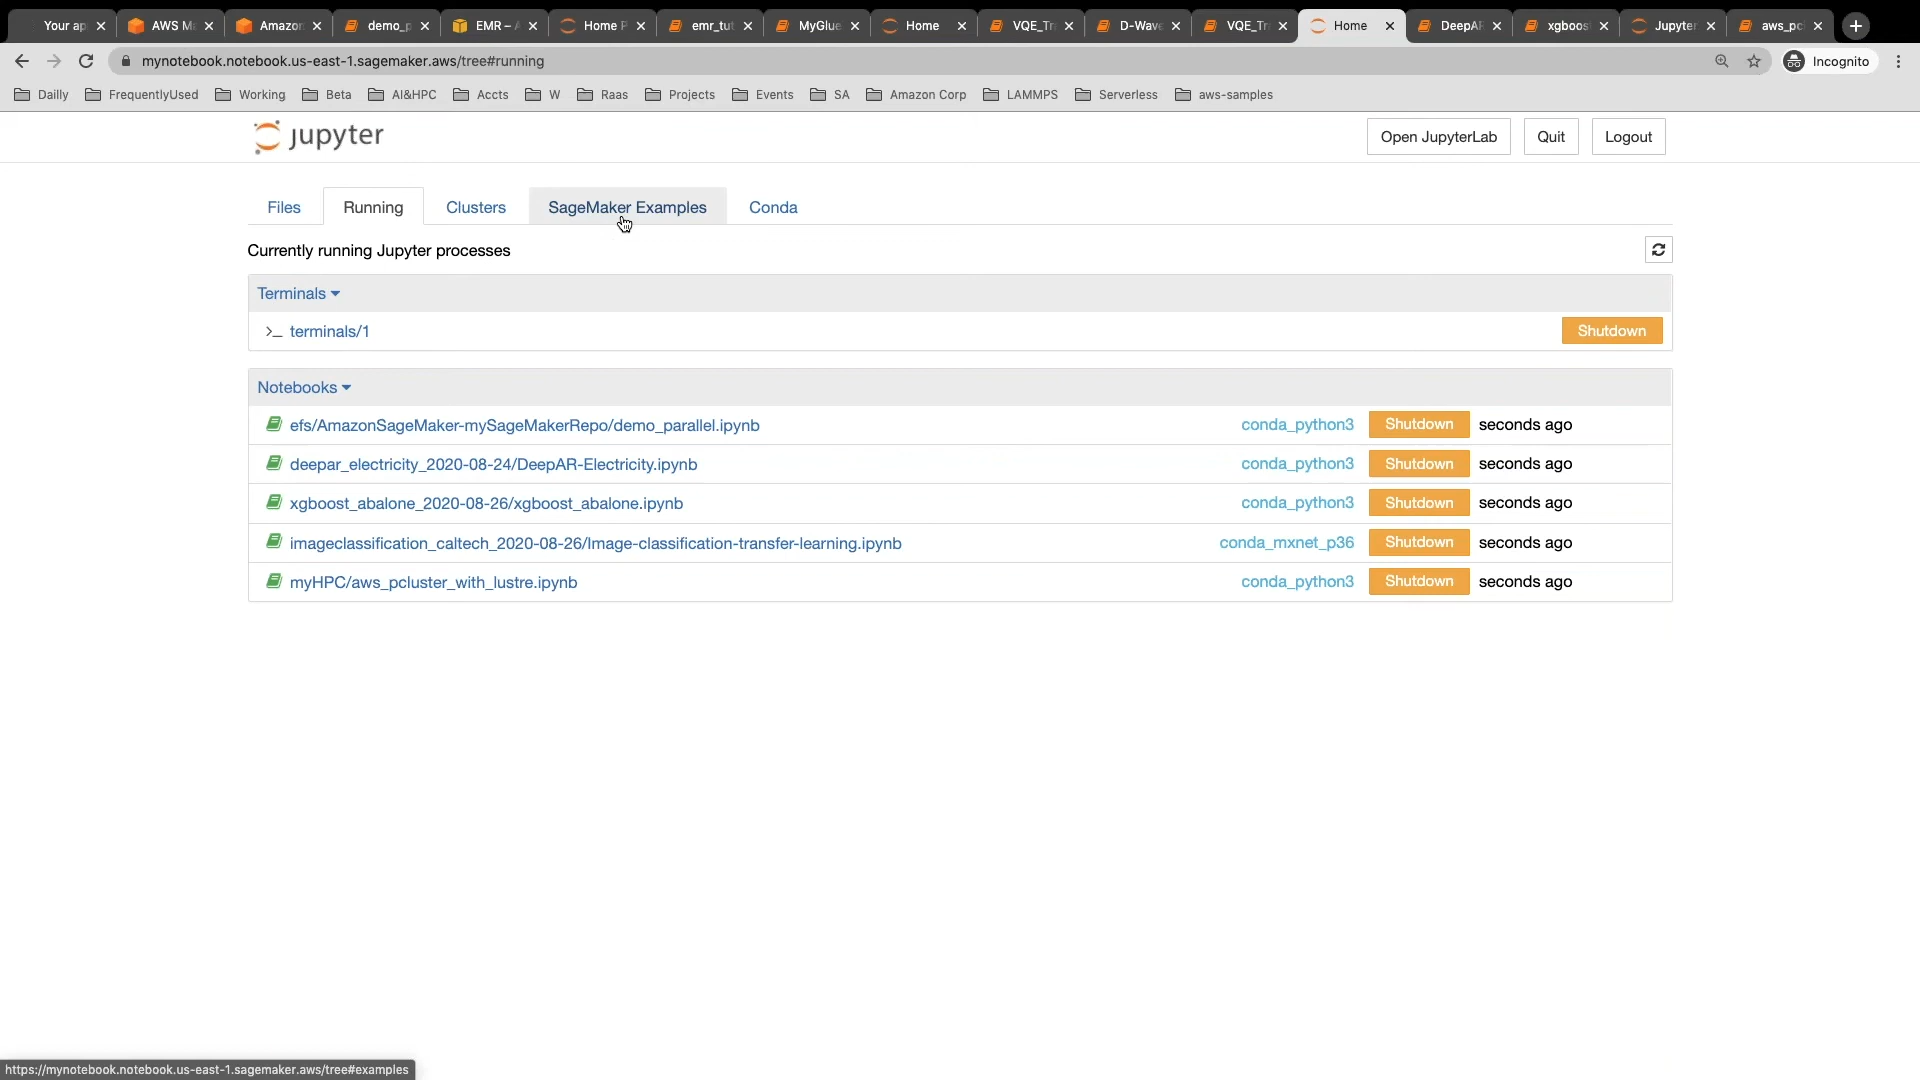 Your ap
AWS M
Amazon
demo_p
EMR – A
Home P
emr_tut
MyGlue
Home
VQE_Tr
D-Wave
VQE_Tr
Home
DeepAR
xgboost
Jupyter
aws_pc
mynotebook.notebook.us-east-1.sagemaker.aws/tree#running
Incognito
Dailly
FrequentlyUsed
Working
Beta
AI&HPC
Accts
W
Raas
Projects
Events
SA
Amazon Corp
LAMMPS
Serverless
aws-samples
jupyter
Open JupyterLab
Quit
Logout
Files
Running
Clusters
SageMaker Examples
Conda
Currently running Jupyter processes
Terminals
>_ terminals/1 Shutdown
Notebooks
efs/AmazonSageMaker-mySageMakerRepo/demo_parallel.ipynb conda_python3 Shutdown seconds ago
deepar_electricity_2020-08-24/DeepAR-Electricity.ipynb conda_python3 Shutdown seconds ago
xgboost_abalone_2020-08-26/xgboost_abalone.ipynb conda_python3 Shutdown seconds ago
imageclassification_caltech_2020-08-26/Image-classification-transfer-learning.ipynb conda_mxnet_p36 Shutdown seconds ago
myHPC/aws_pcluster_with_lustre.ipynb conda_python3 Shutdown seconds ago
https://mynotebook.notebook.us-east-1.sagemaker.aws/tree#examples